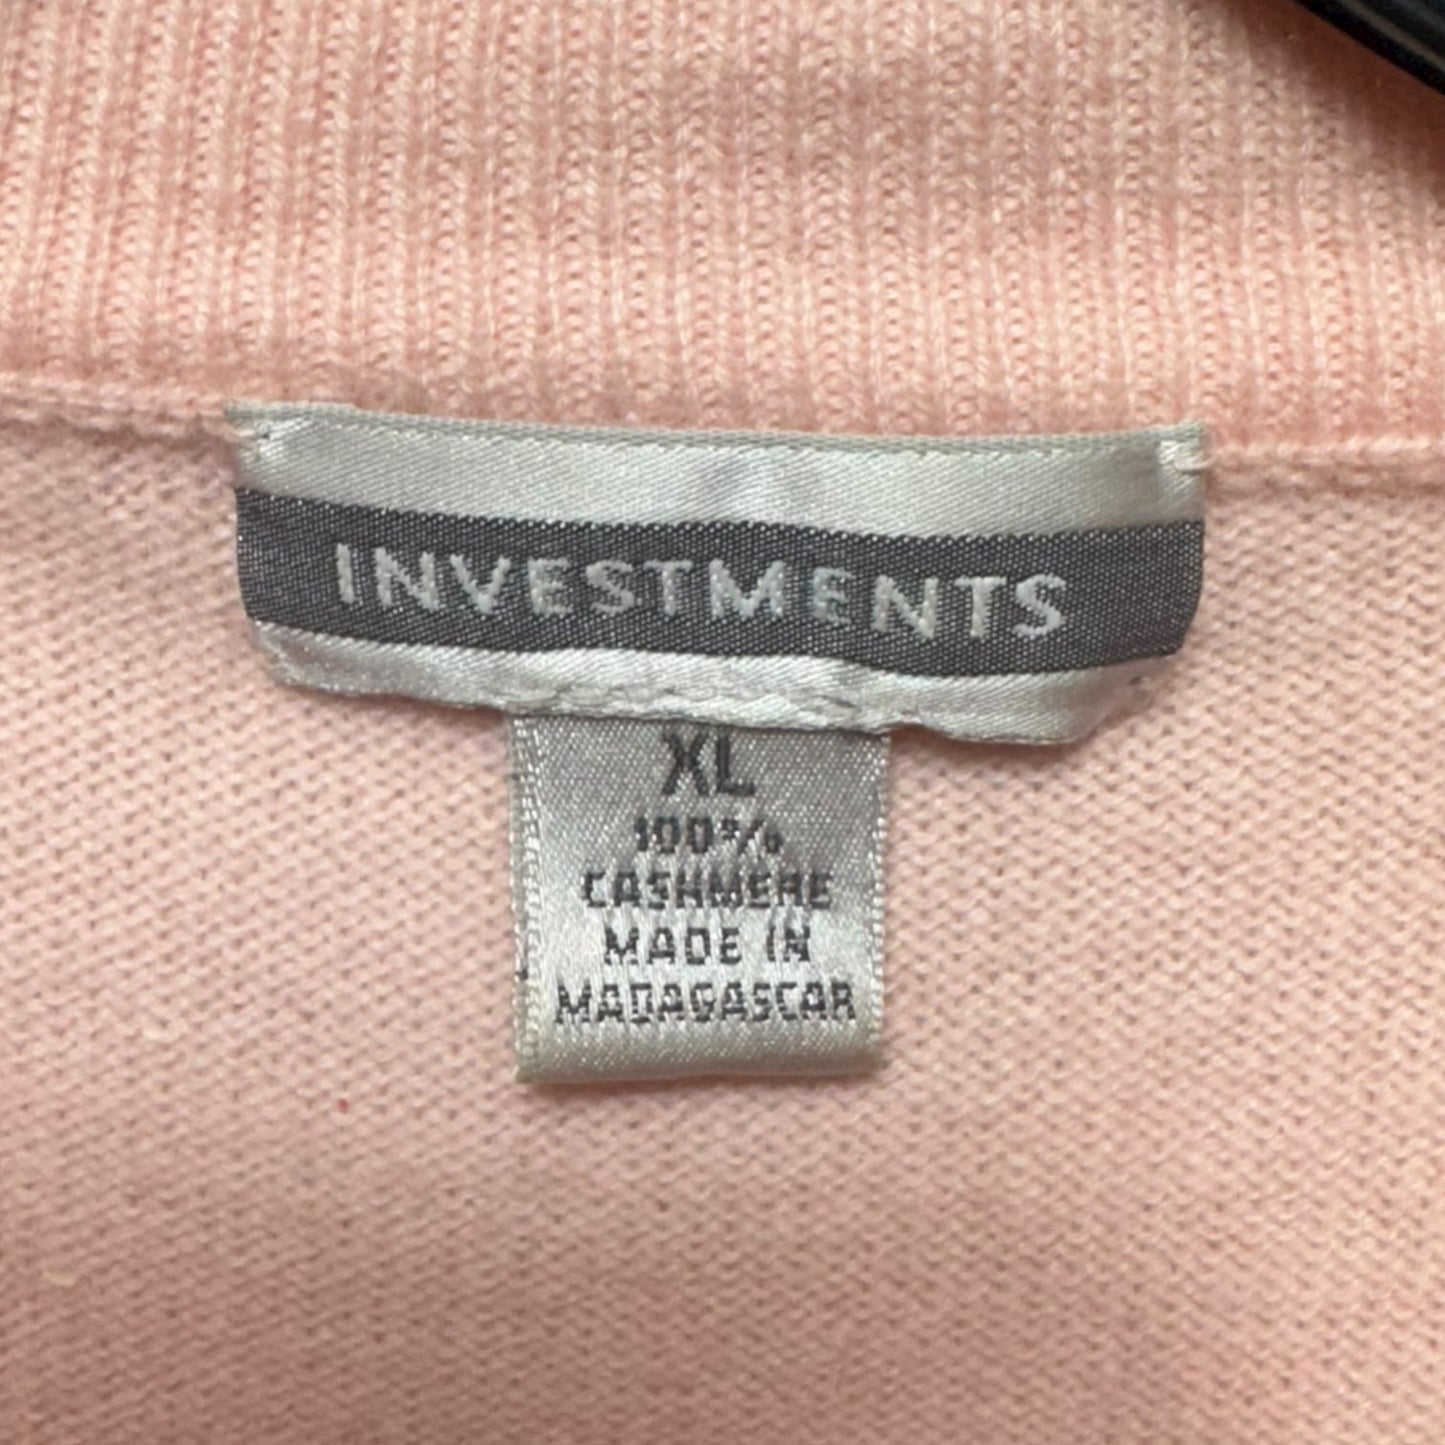 INVESTMENTS
XL
100%
CASHMERE
MADE IN
MADAGASCAR